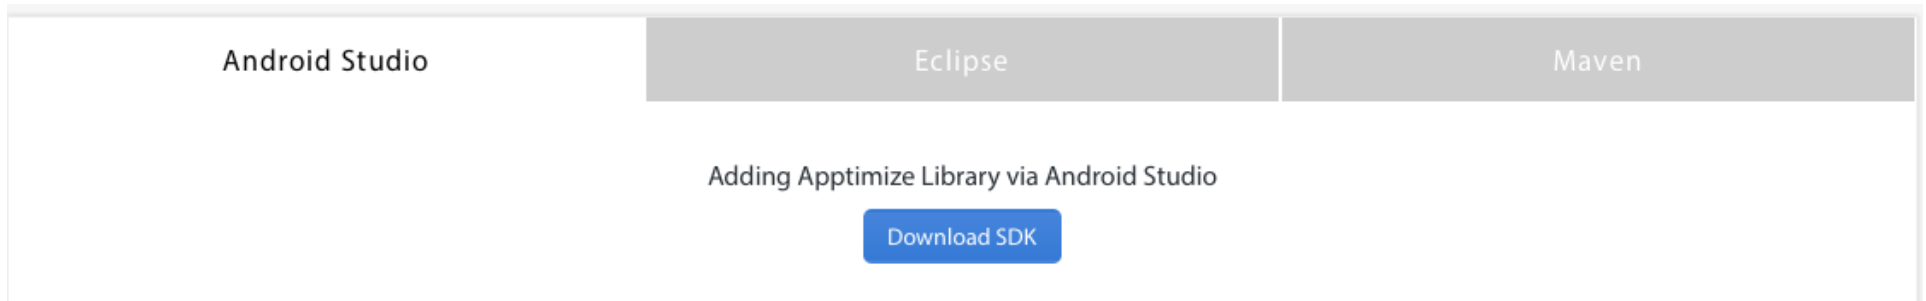 Android Studio
Eclipse
Maven
Adding Apptimize Library via Android Studio
Download SDK